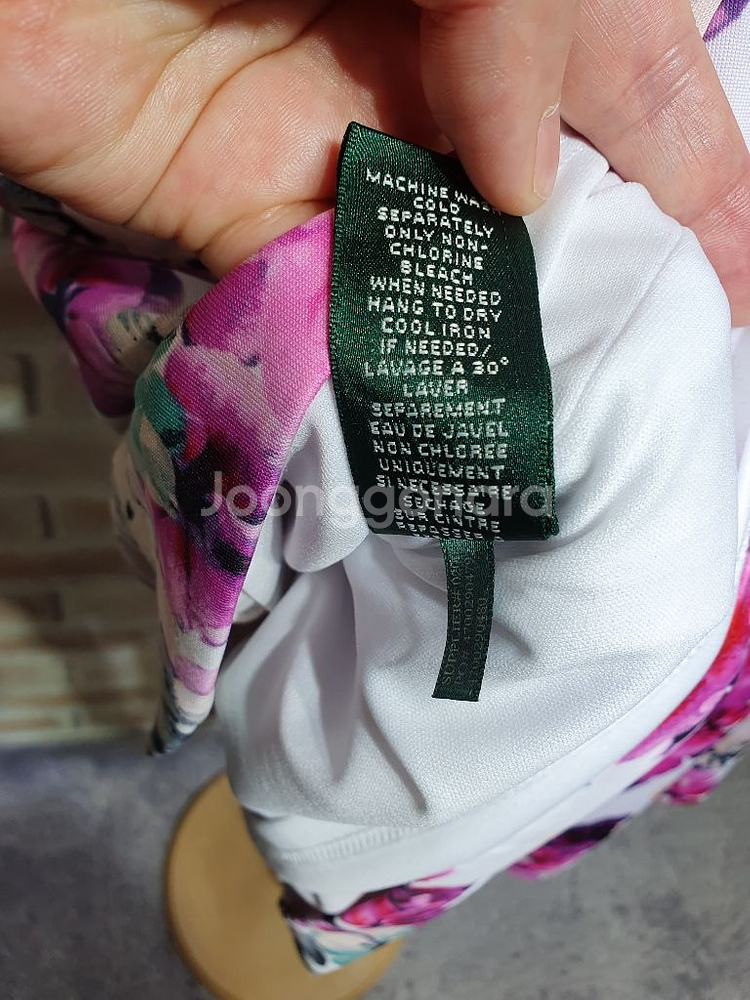 MACHINE WASH
COLD
SEPARATELY
ONLY NON-
CHLORINE
BLEACH
WHEN NEEDED
HANG TO DRY
COOL IRON
IF NEEDED/
LAVAGE A 30°
LAVER
SEPAREMENT
EAU DE JAVEL
NON CHLOREE
UNIQUEMENT
SI NECESSAIRE
Joonggonara
SUR CINTRE